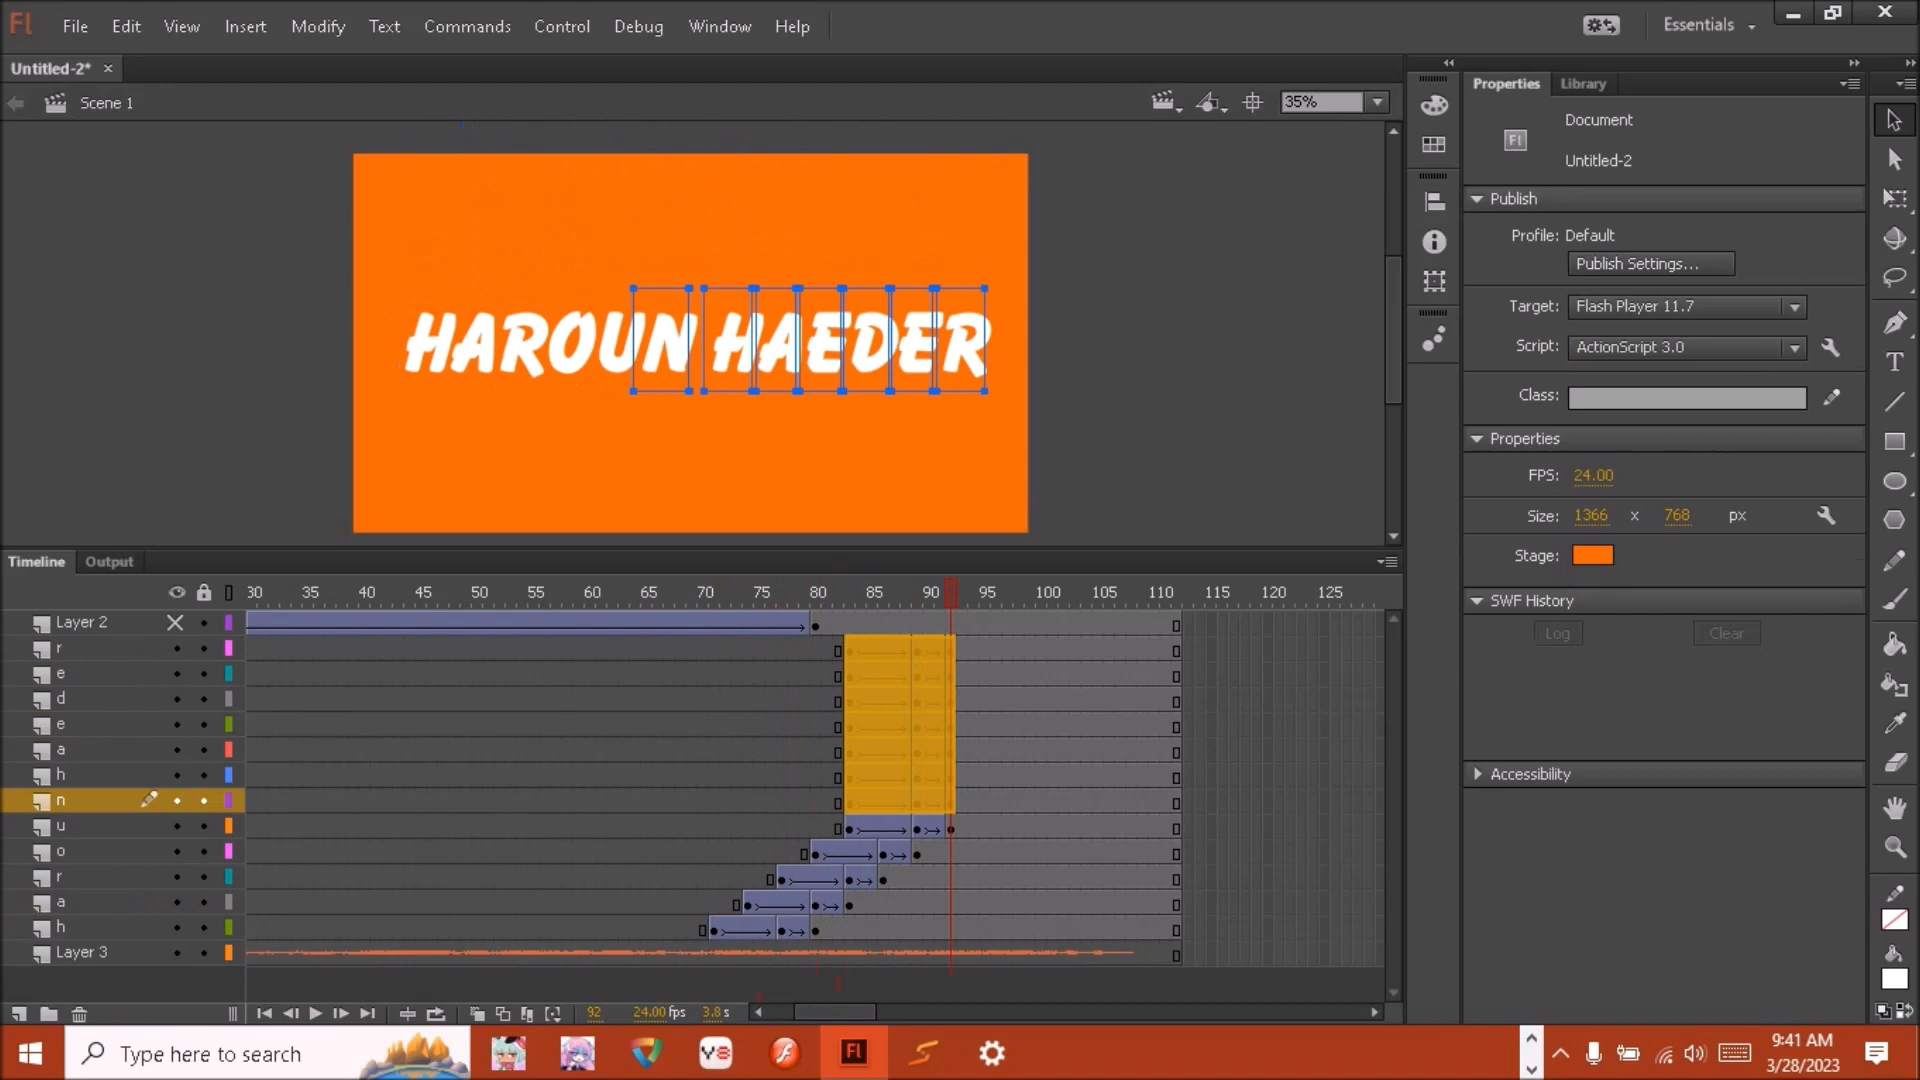 Fl File Edit View Insert Modify Text Commands Control Debug Window Help Essentials
Untitled-2* ×
Scene 1 35%
HAROUN HAEDER
Properties Library
Document
Fl Untitled-2
Publish
Profile: Default
Publish Settings...
Target: Flash Player 11.7
Script: ActionScript 3.0
Class:
Properties
FPS: 24.00
Size: 1366 x 768 px
Stage:
SWF History
Log Clear
Accessibility
Timeline Output
30 35 40 45 50 55 60 65 70 75 80 85 90 95 100 105 110 115 120 125
Layer 2
r
e
d
e
a
h
n
u
o
r
a
h
Layer 3
92 24.00 fps 3.8 s
Type here to search
Fl
9:41 AM
3/28/2023